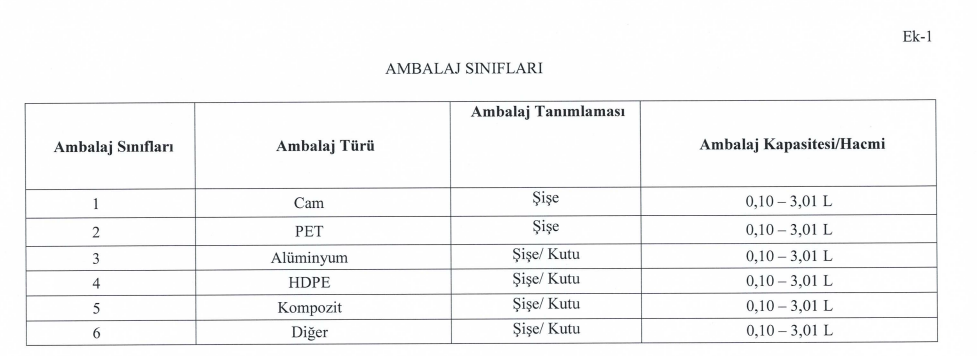 Ek-1
AMBALAJ SINIFLARI
Ambalaj Sınıfları Ambalaj Türü Ambalaj Tanımlaması Ambalaj Kapasitesi/Hacmi
1 Cam Şişe 0,10 – 3,01 L
2 PET Şişe 0,10 – 3,01 L
3 Alüminyum Şişe/ Kutu 0,10 – 3,01 L
4 HDPE Şişe/ Kutu 0,10 – 3,01 L
5 Kompozit Şişe/ Kutu 0,10 – 3,01 L
6 Diğer Şişe/ Kutu 0,10 – 3,01 L